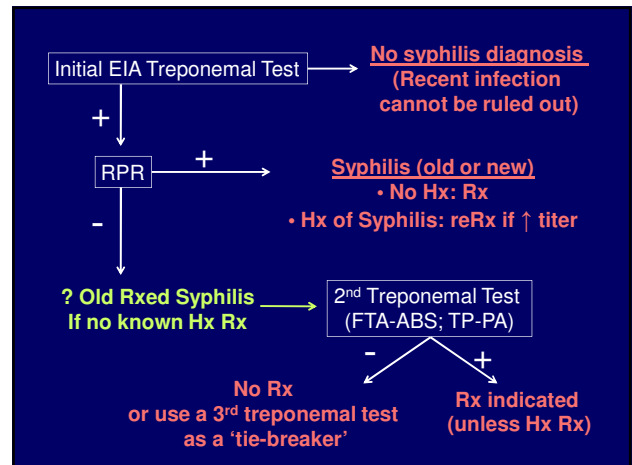 Initial EIA Treponemal Test
No syphilis diagnosis
(Recent infection
cannot be ruled out)
+
RPR
+
Syphilis (old or new)
• No Hx: Rx
• Hx of Syphilis: reRx if ↑ titer
-
? Old Rxed Syphilis
If no known Hx Rx
2nd Treponemal Test
(FTA-ABS; TP-PA)
-
+
No Rx
or use a 3rd treponemal test
as a ‘tie-breaker’
Rx indicated
(unless Hx Rx)